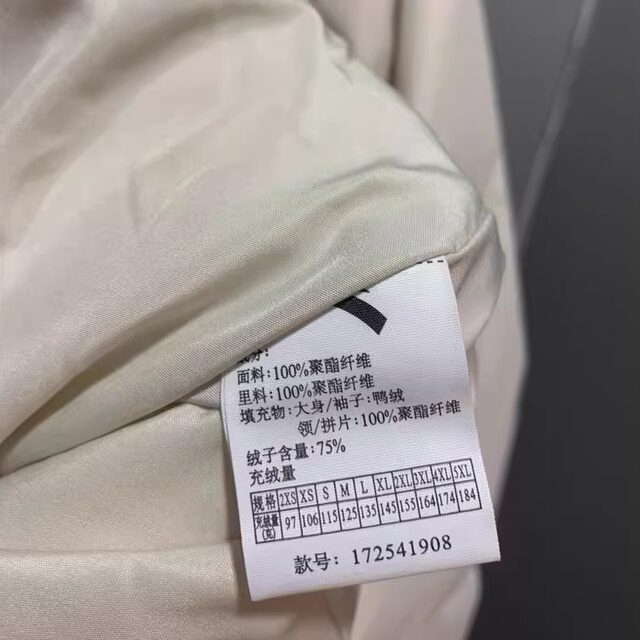 成分:
面料:100%聚酯纤维
里料:100%聚酯纤维
填充物:大身/袖子:鸭绒
领/拼片:100%聚酯纤维
绒子含量:75%
充绒量
规格 2XS XS S M L XL 2XL 3XL 4XL 5XL
充绒量(克) 97 106 115 125 135 145 155 164 174 184
款号:172541908